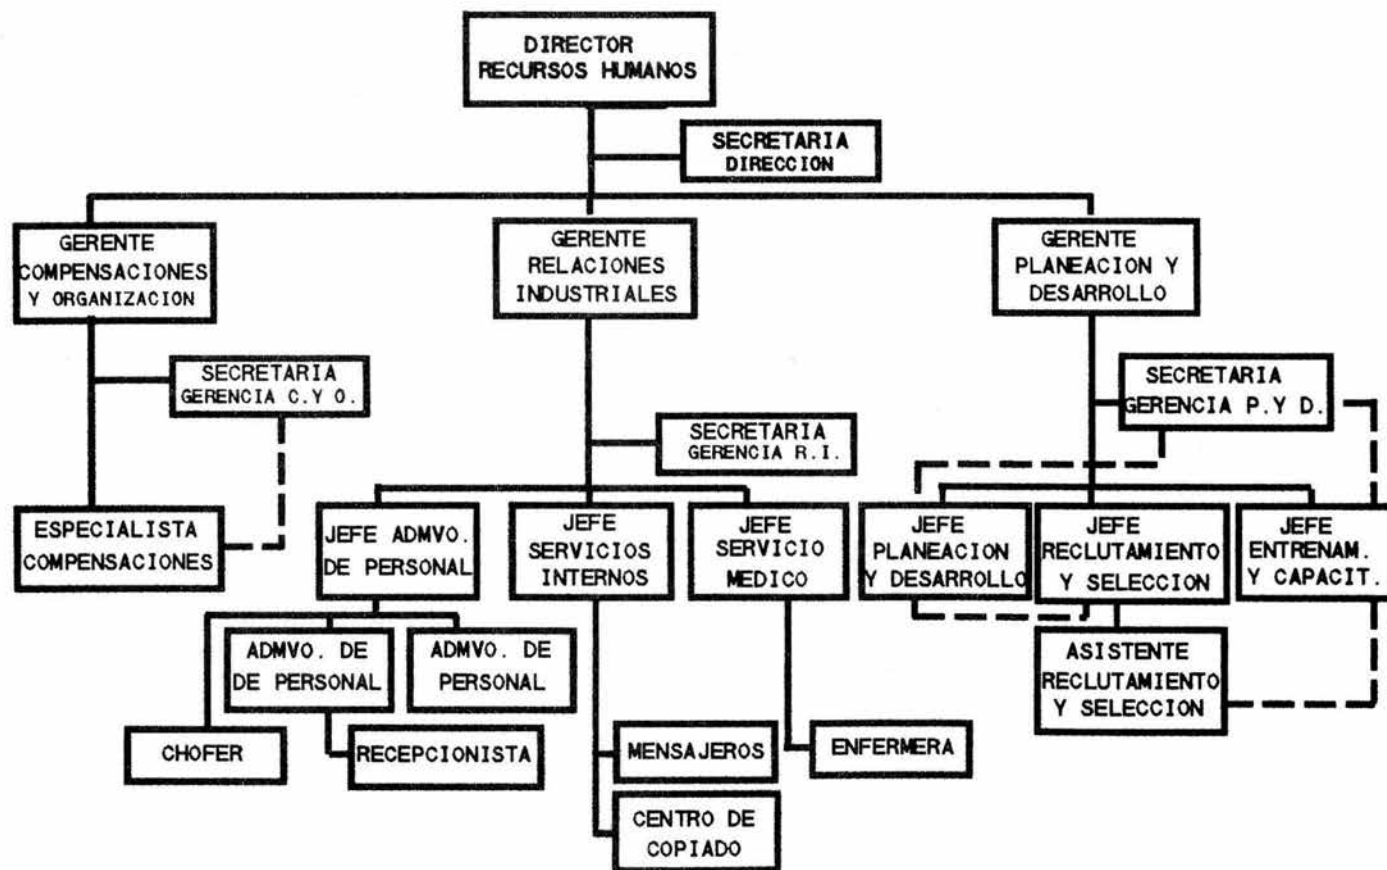 DIRECTOR
RECURSOS HUMANOS
SECRETARIA
DIRECCION
GERENTE
COMPENSACIONES
Y ORGANIZACION
GERENTE
RELACIONES
INDUSTRIALES
GERENTE
PLANEACION Y
DESARROLLO
SECRETARIA
GERENCIA C.Y O.
SECRETARIA
GERENCIA R.I.
SECRETARIA
GERENCIA P.Y D.
ESPECIALISTA
COMPENSACIONES
JEFE ADMVO.
DE PERSONAL
JEFE
SERVICIOS
INTERNOS
JEFE
SERVICIO
MEDICO
JEFE
PLANEACION
Y DESARROLLO
JEFE
RECLUTAMIENTO
Y SELECCION
JEFE
ENTRENAM.
Y CAPACIT.
ADMVO. DE
DE PERSONAL
ADMVO. DE
PERSONAL
ASISTENTE
RECLUTAMIENTO
Y SELECCION
CHOFER
RECEPCIONISTA
MENSAJEROS
ENFERMERA
CENTRO DE
COPIADO